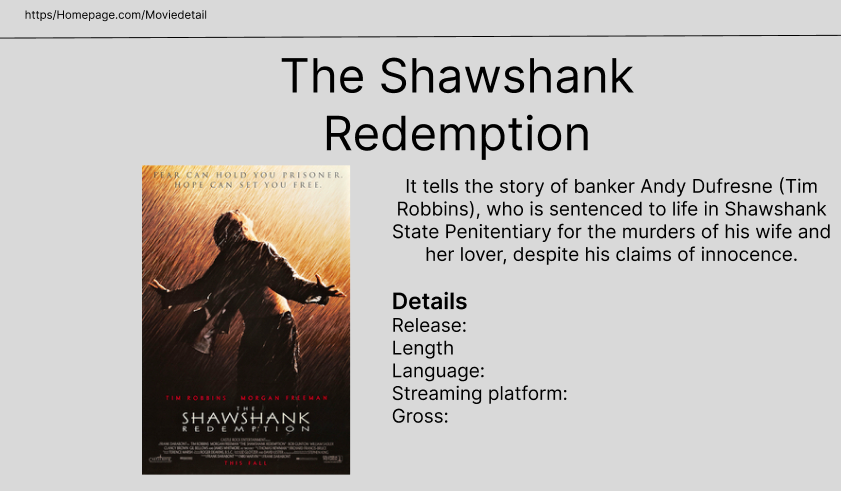 https/Homepage.com/Moviedetail
The Shawshank
Redemption
FEAR CAN HOLD YOU PRISONER.
HOPE CAN SET YOU FREE.
It tells the story of banker Andy Dufresne (Tim
Robbins), who is sentenced to life in Shawshank
State Penitentiary for the murders of his wife and
her lover, despite his claims of innocence.
Details
Release:
Length
Language:
Streaming platform:
Gross:
TIM ROBBINS MORGAN FREEMAN
THE
SHAWSHANK
REDEMPTION
THIS FALL